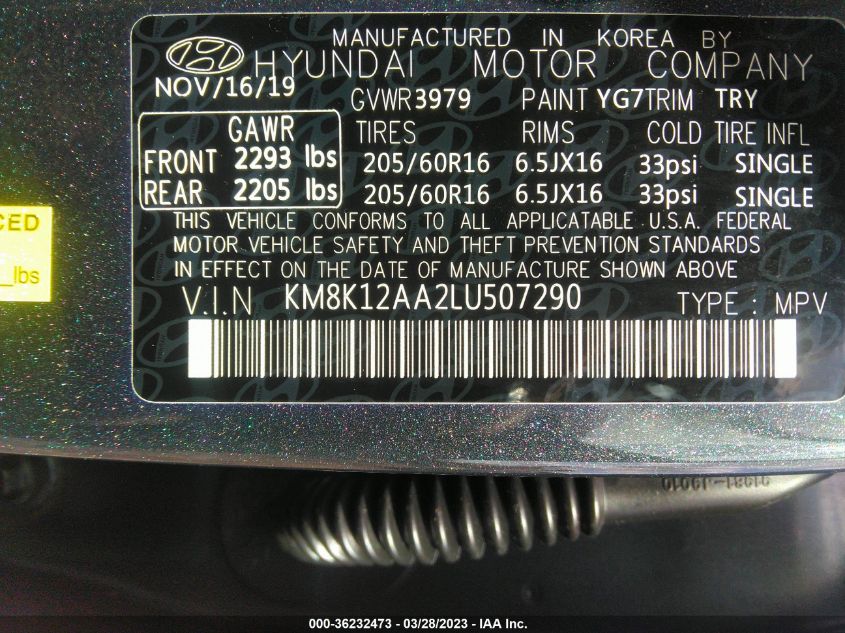 MANUFACTURED IN KOREA BY
HYUNDAI MOTOR COMPANY
NOV/16/19 GVWR3979 PAINT YG7TRIM TRY
GAWR TIRES RIMS COLD TIRE INFL
FRONT 2293 lbs 205/60R16 6.5JX16 33psi SINGLE
REAR 2205 lbs 205/60R16 6.5JX16 33psi SINGLE
THIS VEHICLE CONFORMS TO ALL APPLICATABLE U.S.A. FEDERAL
MOTOR VEHICLE SAFETY AND THEFT PREVENTION STANDARDS
IN EFFECT ON THE DATE OF MANUFACTURE SHOWN ABOVE
V.I.N KM8K12AA2LU507290 TYPE : MPV
CED
lbs
000-36232473 - 03/28/2023 - IAA Inc.